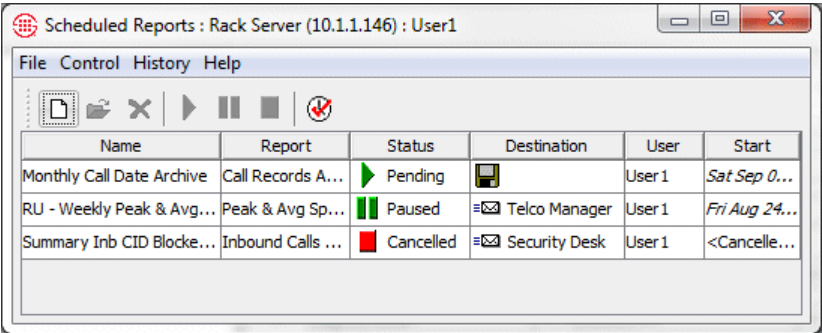 Scheduled Reports : Rack Server (10.1.1.146) : User1
File Control History Help
Name Report Status Destination User Start
Monthly Call Date Archive Call Records A... Pending User1 Sat Sep 0...
RU - Weekly Peak & Avg... Peak & Avg Sp... Paused Telco Manager User1 Fri Aug 24...
Summary Inb CID Blocke... Inbound Calls ... Cancelled Security Desk User1 <Cancelle...